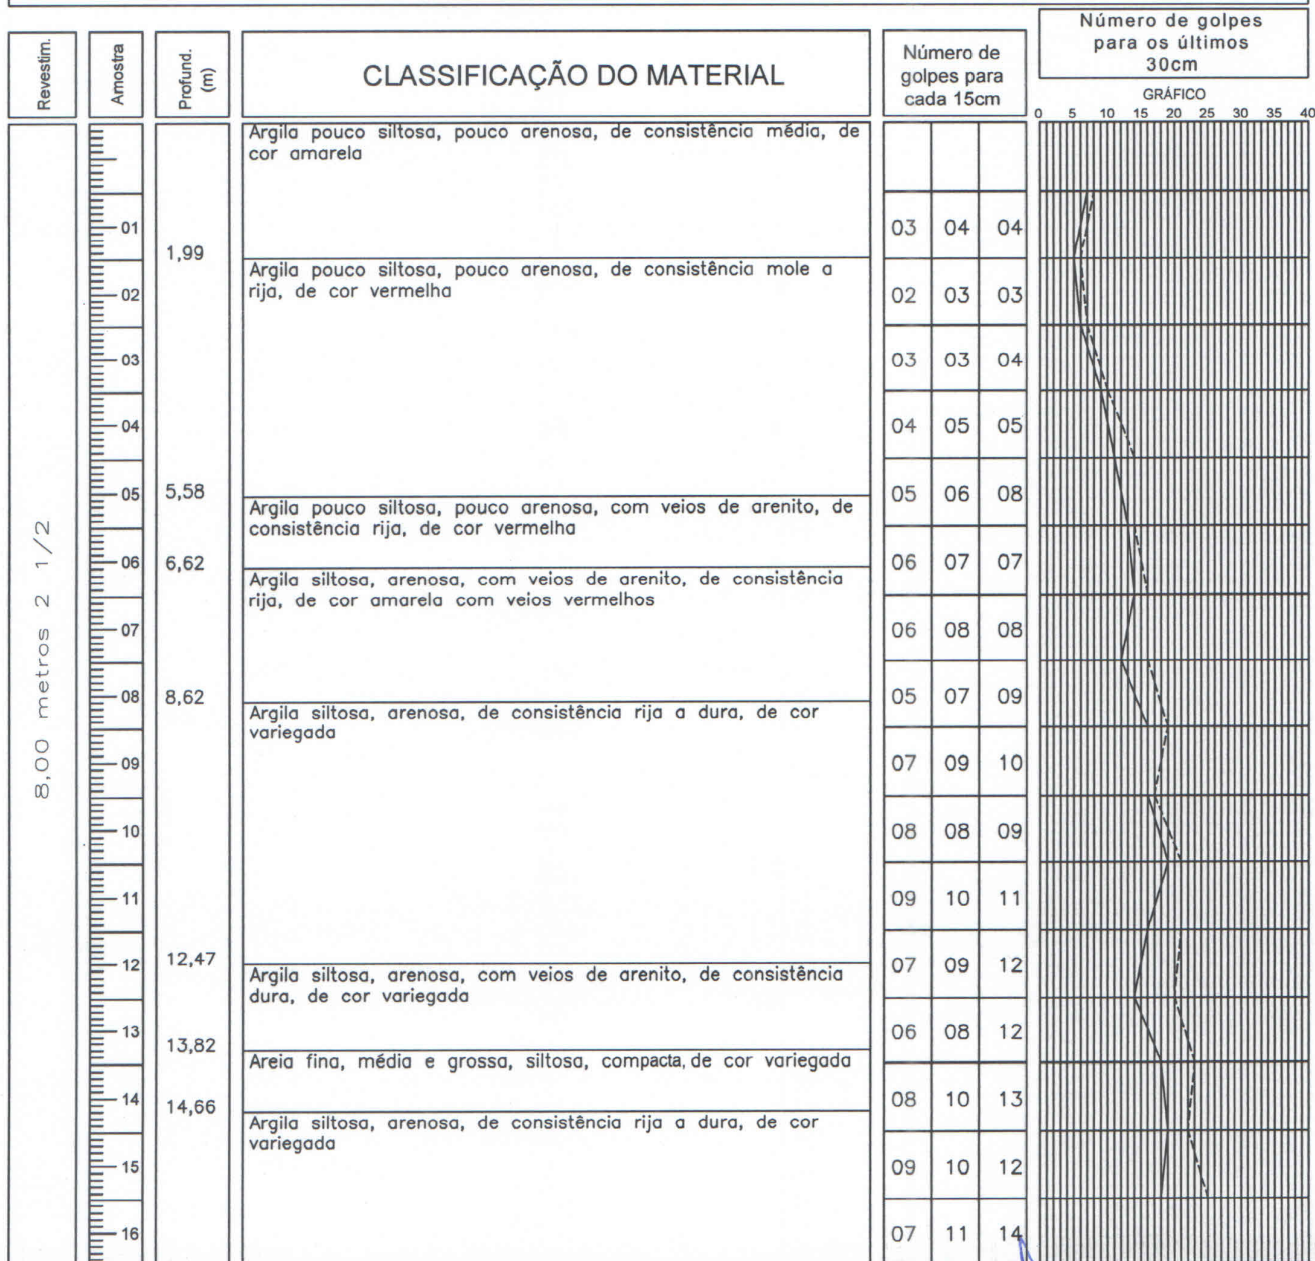 Número de golpes
para os últimos
30cm
Revestim.
Amostra
Profund.
(m)
CLASSIFICAÇÃO DO MATERIAL
Número de
golpes para
cada 15cm
GRÁFICO
0 5 10 15 20 25 30 35 40
8,00 metros 2 1/2
Argila pouco siltosa, pouco arenosa, de consistência média, de
cor amarela
01 03 04 04
1,99
Argila pouco siltosa, pouco arenosa, de consistência mole a
rija, de cor vermelha
02 02 03 03
03 03 03 04
04 04 05 05
05 5,58 05 06 08
Argila pouco siltosa, pouco arenosa, com veios de arenito, de
consistência rija, de cor vermelha
06 6,62 06 07 07
Argila siltosa, arenosa, com veios de arenito, de consistência
rija, de cor amarela com veios vermelhos
07 06 08 08
08 8,62 05 07 09
Argila siltosa, arenosa, de consistência rija a dura, de cor
variegada
09 07 09 10
10 08 08 09
11 09 10 11
12 12,47 07 09 12
Argila siltosa, arenosa, com veios de arenito, de consistência
dura, de cor variegada
13 06 08 12
13,82
Areia fina, média e grossa, siltosa, compacta, de cor variegada
14 14,66 08 10 13
Argila siltosa, arenosa, de consistência rija a dura, de cor
variegada
15 09 10 12
16 07 11 14